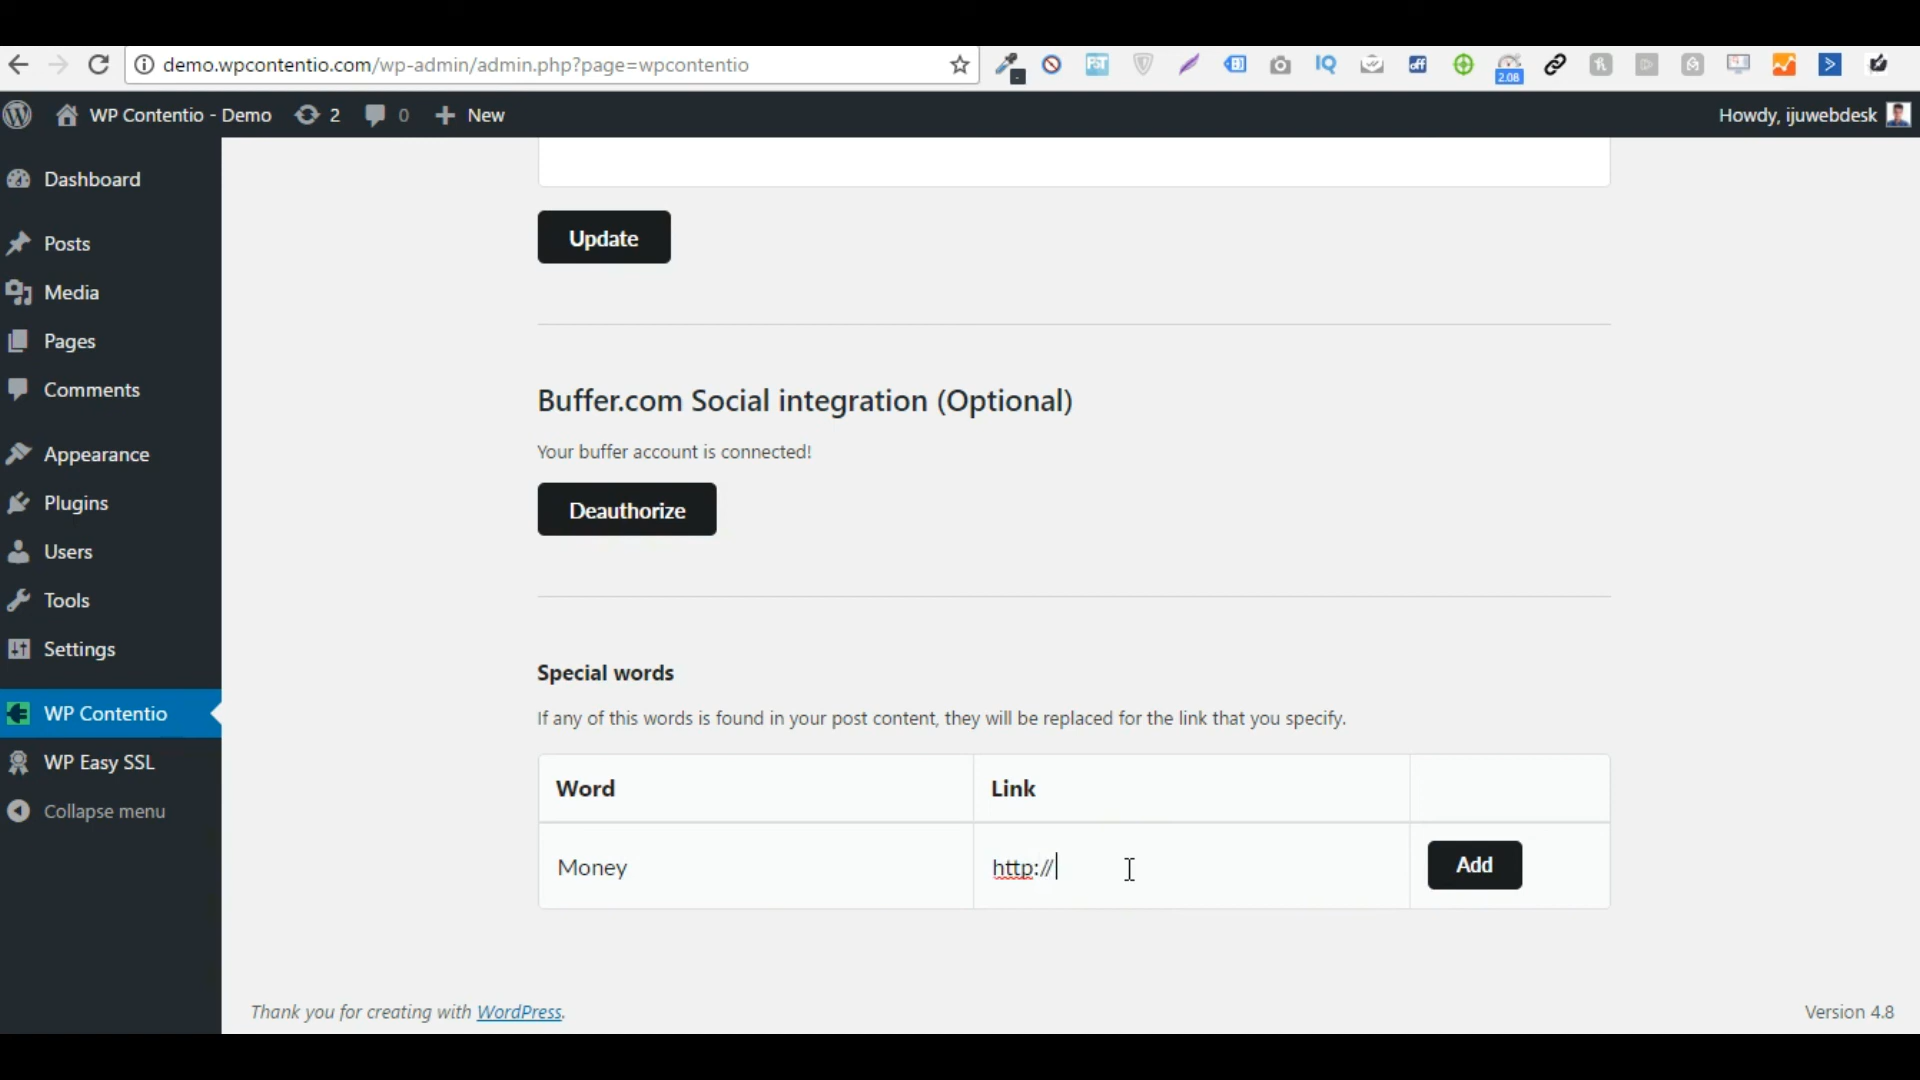 demo.wpcontentio.com/wp-admin/admin.php?page=wpcontentio
IQ
off
2.08
WP Contentio - Demo 2 0 New
Howdy, ijuwebdesk
Dashboard
Posts
Media
Pages
Comments
Appearance
Plugins
Users
Tools
Settings
WP Contentio
WP Easy SSL
Collapse menu
Update
Buffer.com Social integration (Optional)
Your buffer account is connected!
Deauthorize
Special words
If any of this words is found in your post content, they will be replaced for the link that you specify.
Word Link
Money http:// Add
Thank you for creating with WordPress.
Version 4.8